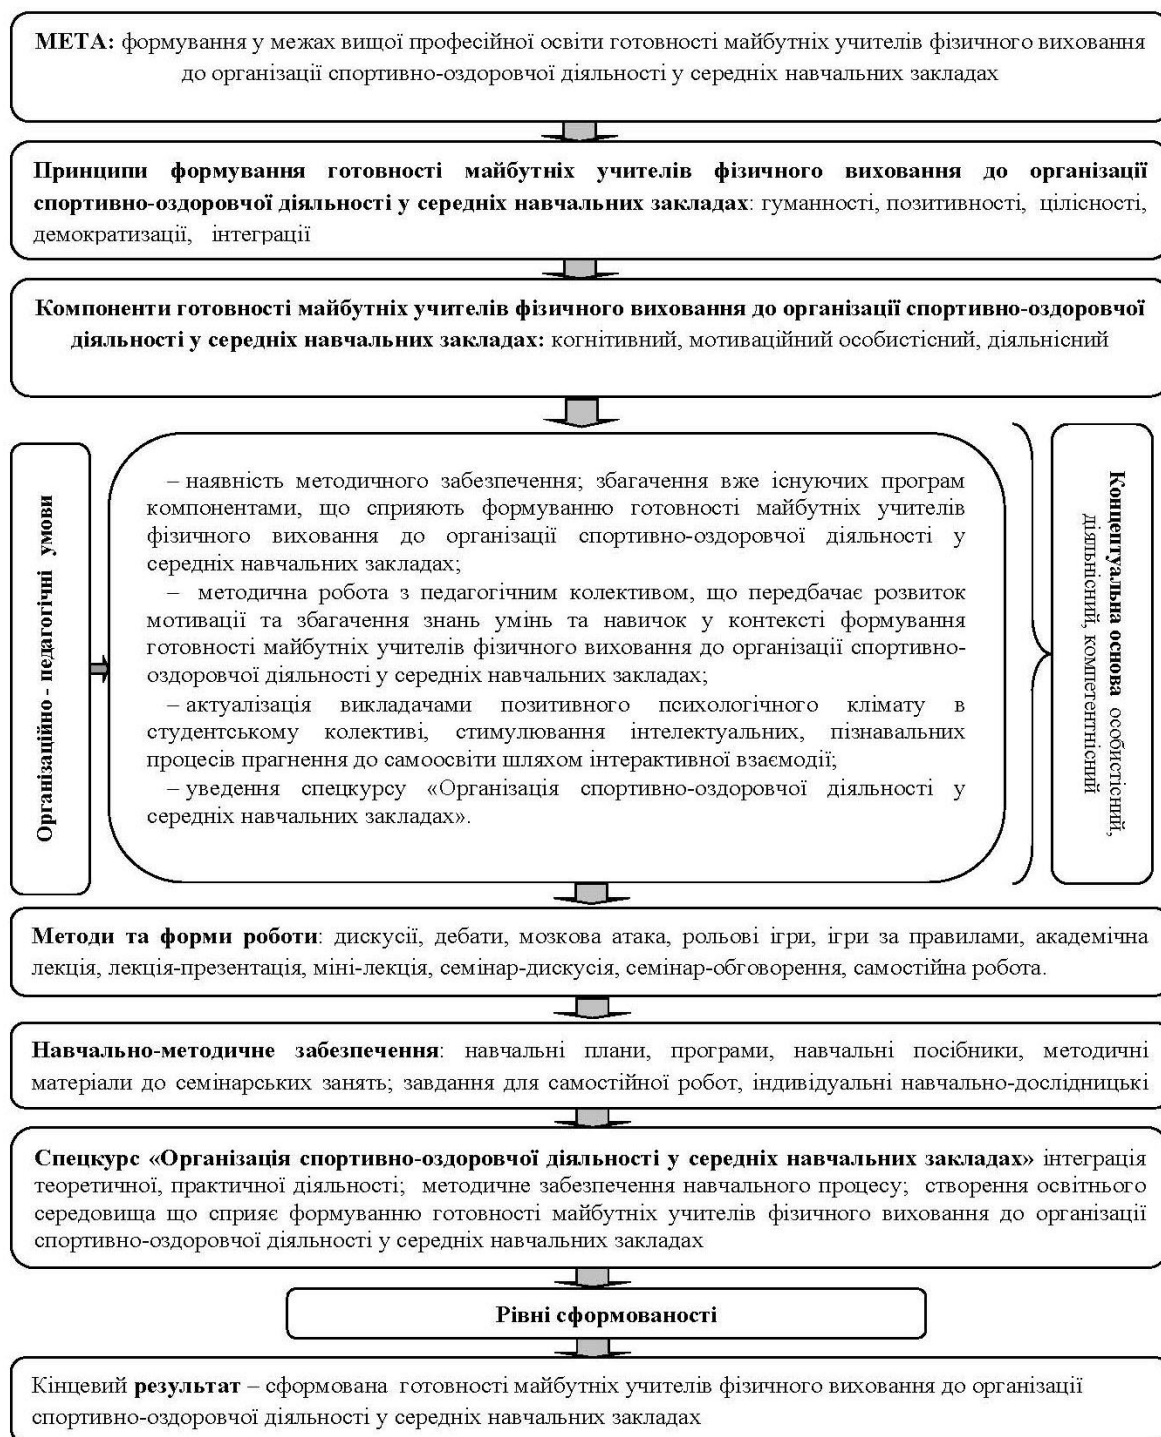 МЕТА: формування у межах вищої професійної освіти готовності майбутніх учителів фізичного виховання
до організації спортивно-оздоровчої діяльності у середніх навчальних закладах
Принципи формування готовності майбутніх учителів фізичного виховання до організації
спортивно-оздоровчої діяльності у середніх навчальних закладах: гуманності, позитивності, цілісності,
демократизації, інтеграції
Компоненти готовності майбутніх учителів фізичного виховання до організації спортивно-оздоровчої
діяльності у середніх навчальних закладах: когнітивний, мотиваційний особистісний, діяльнісний
Організаційно - педагогічні умови
– наявність методичного забезпечення; збагачення вже існуючих програм
компонентами, що сприяють формуванню готовності майбутніх учителів
фізичного виховання до організації спортивно-оздоровчої діяльності у
середніх навчальних закладах;
– методична робота з педагогічним колективом, що передбачає розвиток
мотивації та збагачення знань умінь та навичок у контексті формування
готовності майбутніх учителів фізичного виховання до організації спортивно-
оздоровчої діяльності у середніх навчальних закладах;
– актуалізація викладачами позитивного психологічного клімату в
студентському колективі, стимулювання інтелектуальних, пізнавальних
процесів прагнення до самоосвіти шляхом інтерактивної взаємодії;
– уведення спецкурсу «Організація спортивно-оздоровчої діяльності у
середніх навчальних закладах».
Концептуальна основа особистісний,
діяльнісний, компетентнісний
Методи та форми роботи: дискусії, дебати, мозкова атака, рольові ігри, ігри за правилами, академічна
лекція, лекція-презентація, міні-лекція, семінар-дискусія, семінар-обговорення, самостійна робота.
Навчально-методичне забезпечення: навчальні плани, програми, навчальні посібники, методичні
матеріали до семінарських занять; завдання для самостійної робот, індивідуальні навчально-дослідницькі
Спецкурс «Організація спортивно-оздоровчої діяльності у середніх навчальних закладах» інтеграція
теоретичної, практичної діяльності; методичне забезпечення навчального процесу; створення освітнього
середовища що сприяє формуванню готовності майбутніх учителів фізичного виховання до організації
спортивно-оздоровчої діяльності у середніх навчальних закладах
Рівні сформованості
Кінцевий результат – сформована готовності майбутніх учителів фізичного виховання до організації
спортивно-оздоровчої діяльності у середніх навчальних закладах